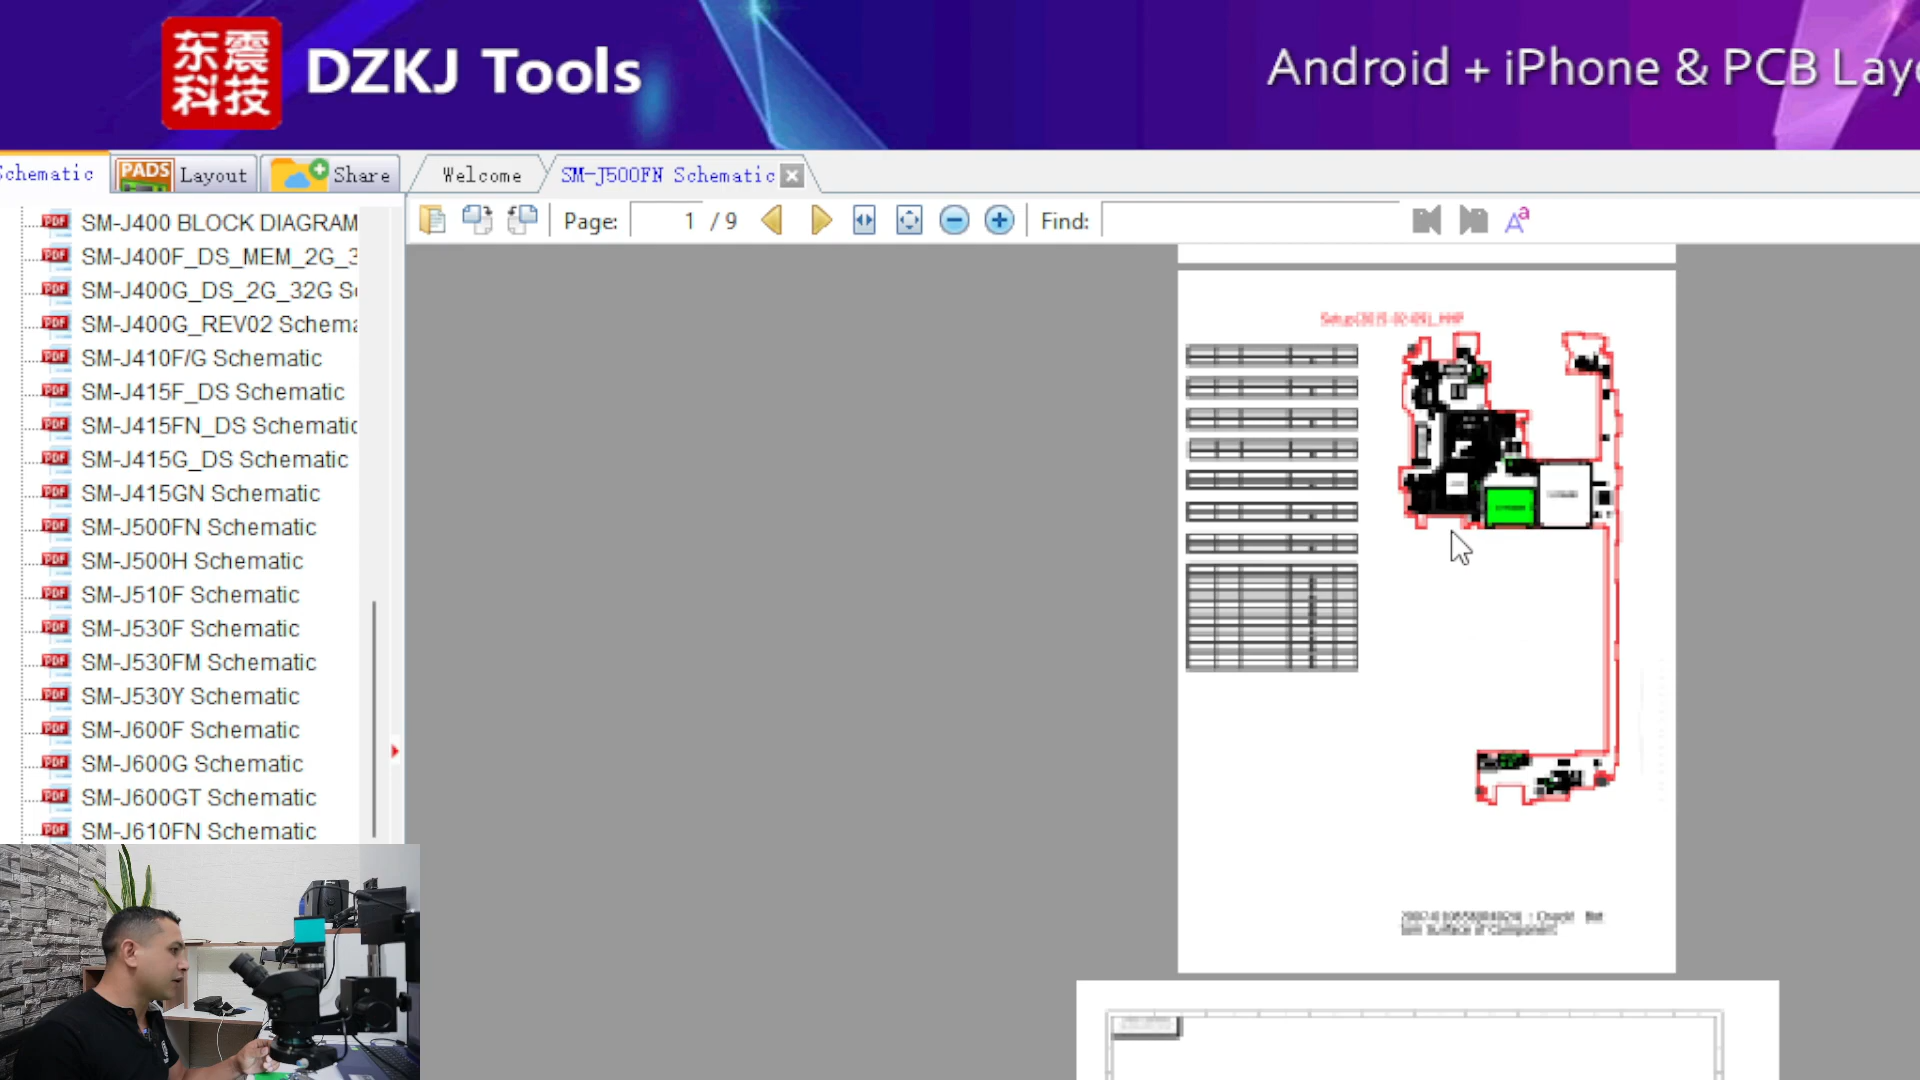 东震
科技
DZKJ Tools
Android + iPhone & PCB Lay
Schematic
PADS
Layout
Share
Welcome
SM-J500FN Schematic
Page: 1 / 9
Find:
SM-J400 BLOCK DIAGRAM
SM-J400F_DS_MEM_2G_3
SM-J400G_DS_2G_32G S
SM-J400G_REV02 Schema
SM-J410F/G Schematic
SM-J415F_DS Schematic
SM-J415FN_DS Schematic
SM-J415G_DS Schematic
SM-J415GN Schematic
SM-J500FN Schematic
SM-J500H Schematic
SM-J510F Schematic
SM-J530F Schematic
SM-J530FM Schematic
SM-J530Y Schematic
SM-J600F Schematic
SM-J600G Schematic
SM-J600GT Schematic
SM-J610FN Schematic